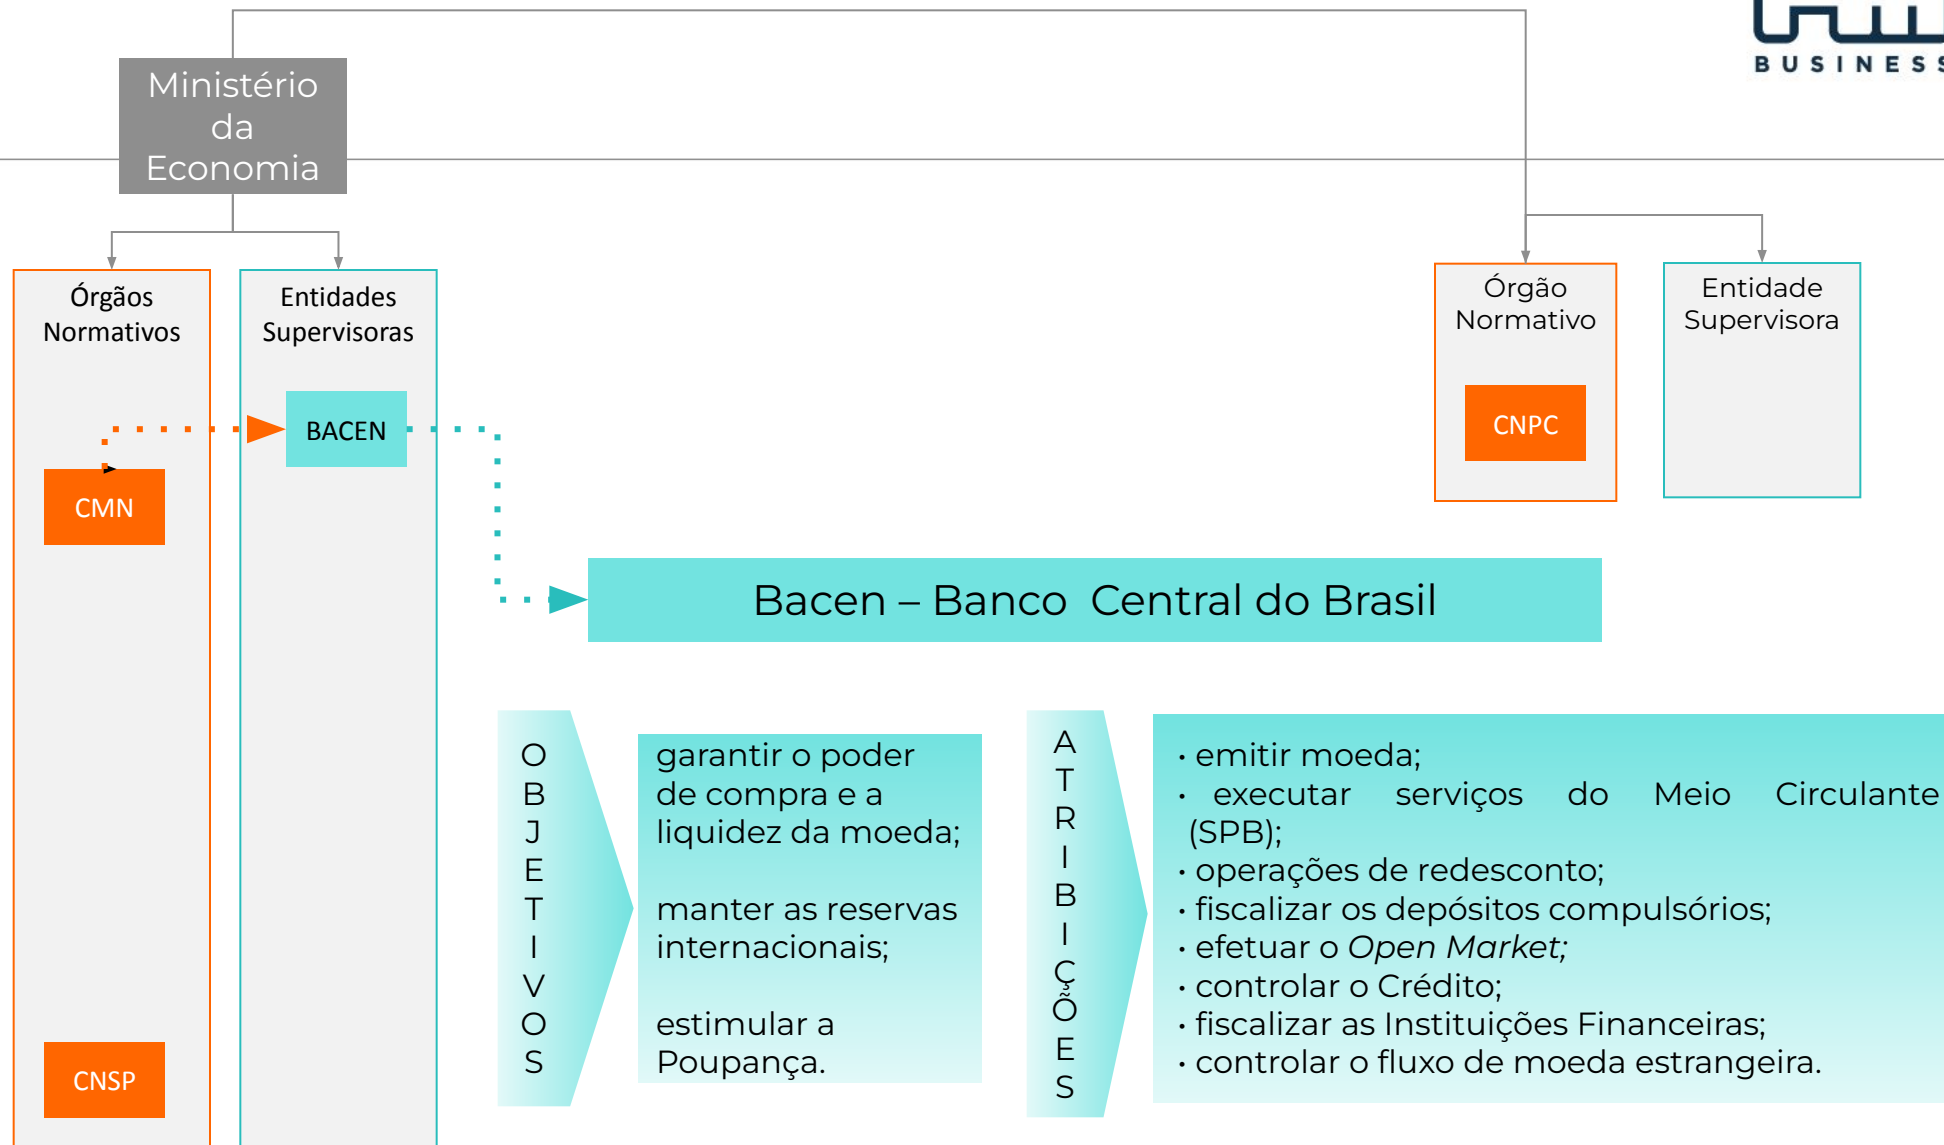 BUSINESS
Ministério
da
Economia
Órgãos
Normativos
Entidades
Supervisoras
Órgão
Normativo
Entidade
Supervisora
BACEN
CNPC
CMN
Bacen – Banco Central do Brasil
O
B
J
E
T
I
V
O
S
garantir o poder
de compra e a
liquidez da moeda;
manter as reservas
internacionais;
estimular a
Poupança.
A
T
R
I
B
I
Ç
Õ
E
S
• emitir moeda;
• executar serviços do Meio Circulante
(SPB);
• operações de redesconto;
• fiscalizar os depósitos compulsórios;
• efetuar o Open Market;
• controlar o Crédito;
• fiscalizar as Instituições Financeiras;
• controlar o fluxo de moeda estrangeira.
CNSP